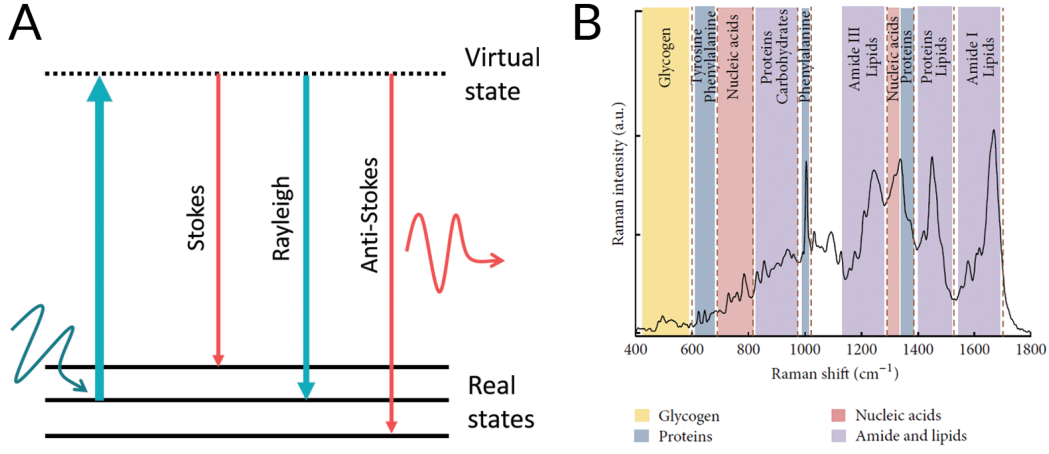 A
Virtual
state
Stokes
Rayleigh
Anti-Stokes
Real
states
B
Raman intensity (a.u.)
Glycogen
Tyrosine
Phenylalanine
Nucleic acids
Proteins
Carbohydrates
Phenylalanine
Amide III
Lipids
Nucleic acids
Proteins
Proteins
Lipids
Amide I
Lipids
400 600 800 1000 1200 1400 1600 1800
Raman shift (cm⁻¹)
Glycogen
Nucleic acids
Proteins
Amide and lipids